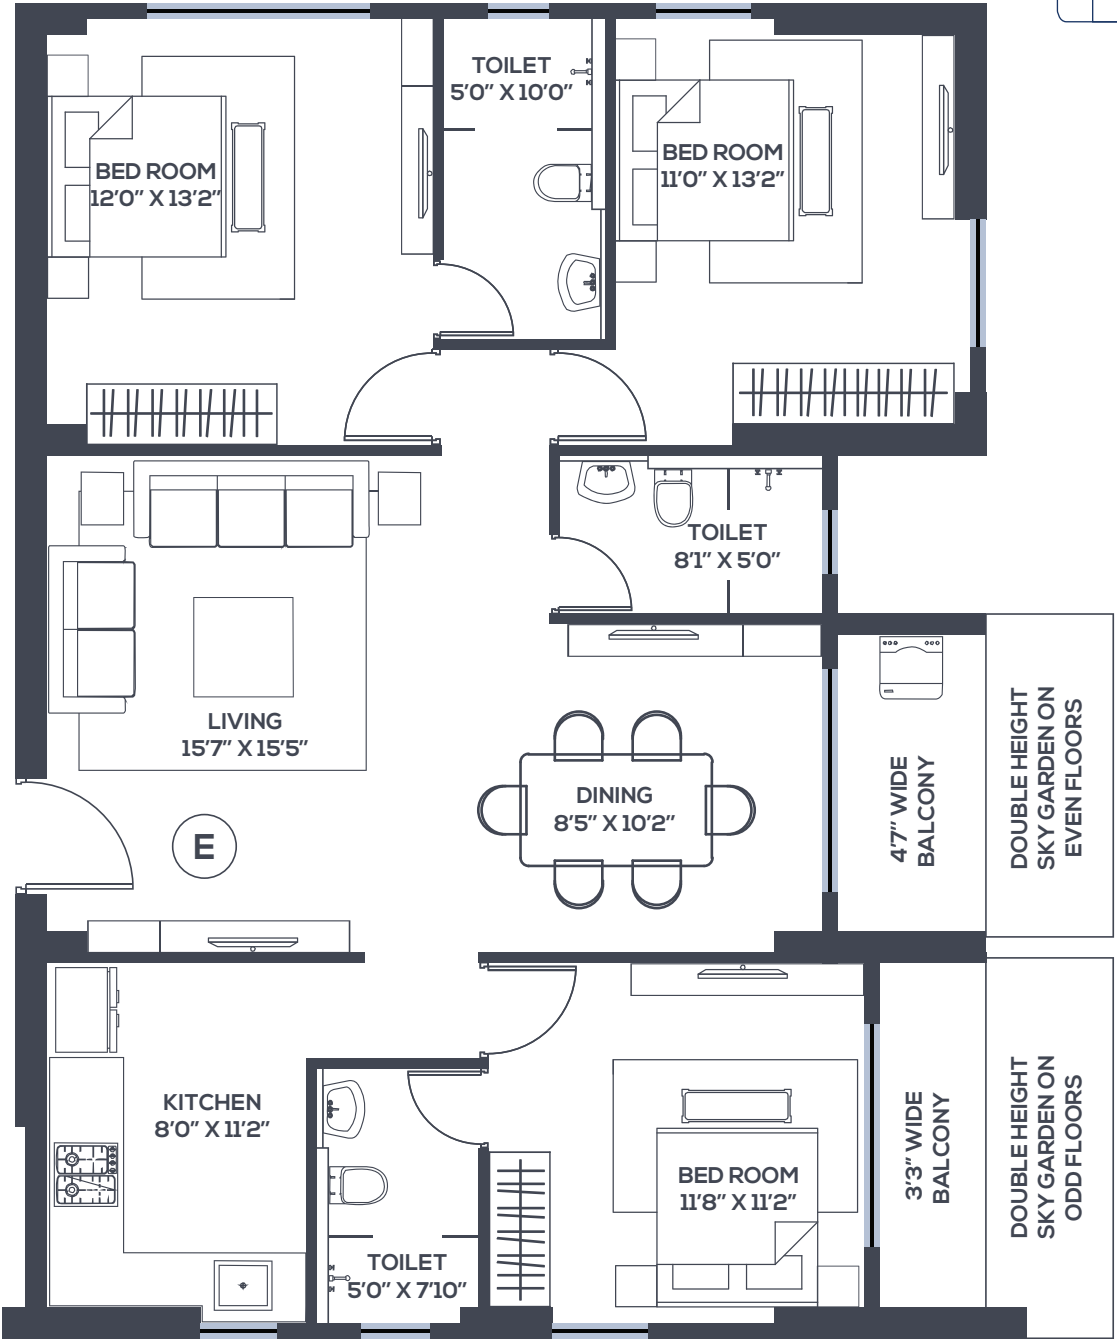 TOILET
5'0" X 10'0"
BED ROOM
12'0" X 13'2"
BED ROOM
11'0" X 13'2"
TOILET
8'1" X 5'0"
LIVING
15'7" X 15'5"
DINING
8'5" X 10'2"
E
4'7" WIDE
BALCONY
DOUBLE HEIGHT
SKY GARDEN ON
EVEN FLOORS
KITCHEN
8'0" X 11'2"
BED ROOM
11'8" X 11'2"
TOILET
5'0" X 7'10"
3'3" WIDE
BALCONY
DOUBLE HEIGHT
SKY GARDEN ON
ODD FLOORS